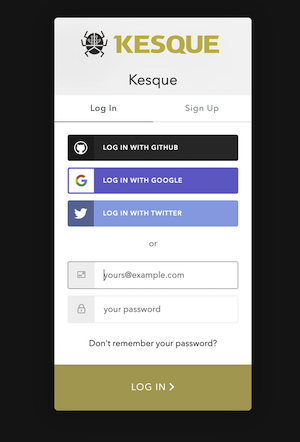 KESQUE
Kesque
Log In Sign Up
LOG IN WITH GITHUB
LOG IN WITH GOOGLE
LOG IN WITH TWITTER
or
yours@example.com
your password
Don't remember your password?
LOG IN >